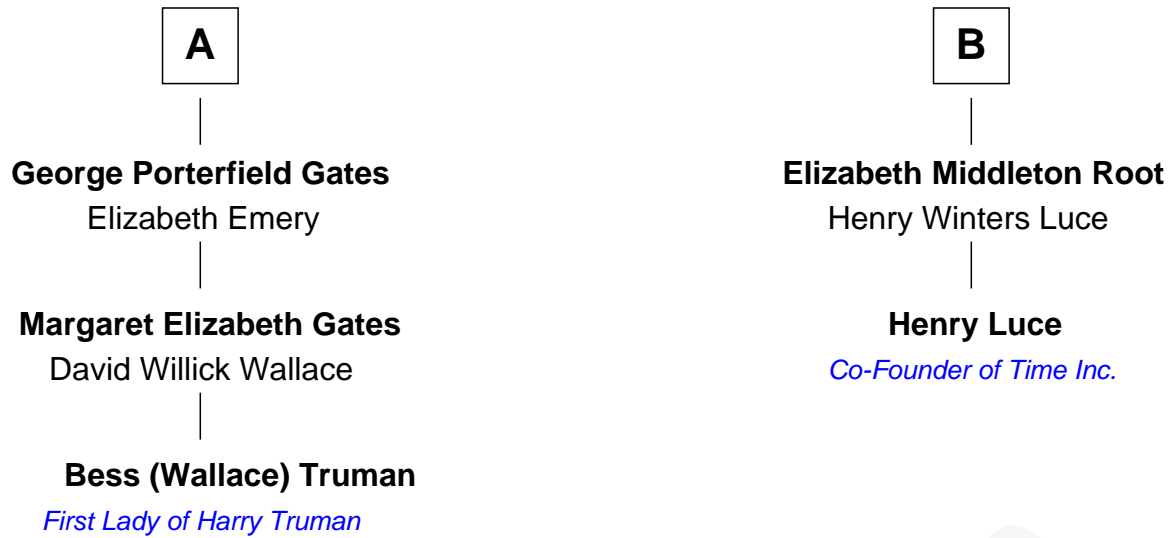 A
B
George Porterfield Gates
Elizabeth Emery
Elizabeth Middleton Root
Henry Winters Luce
Margaret Elizabeth Gates
David Willick Wallace
Henry Luce
Co-Founder of Time Inc.
Bess (Wallace) Truman
First Lady of Harry Truman